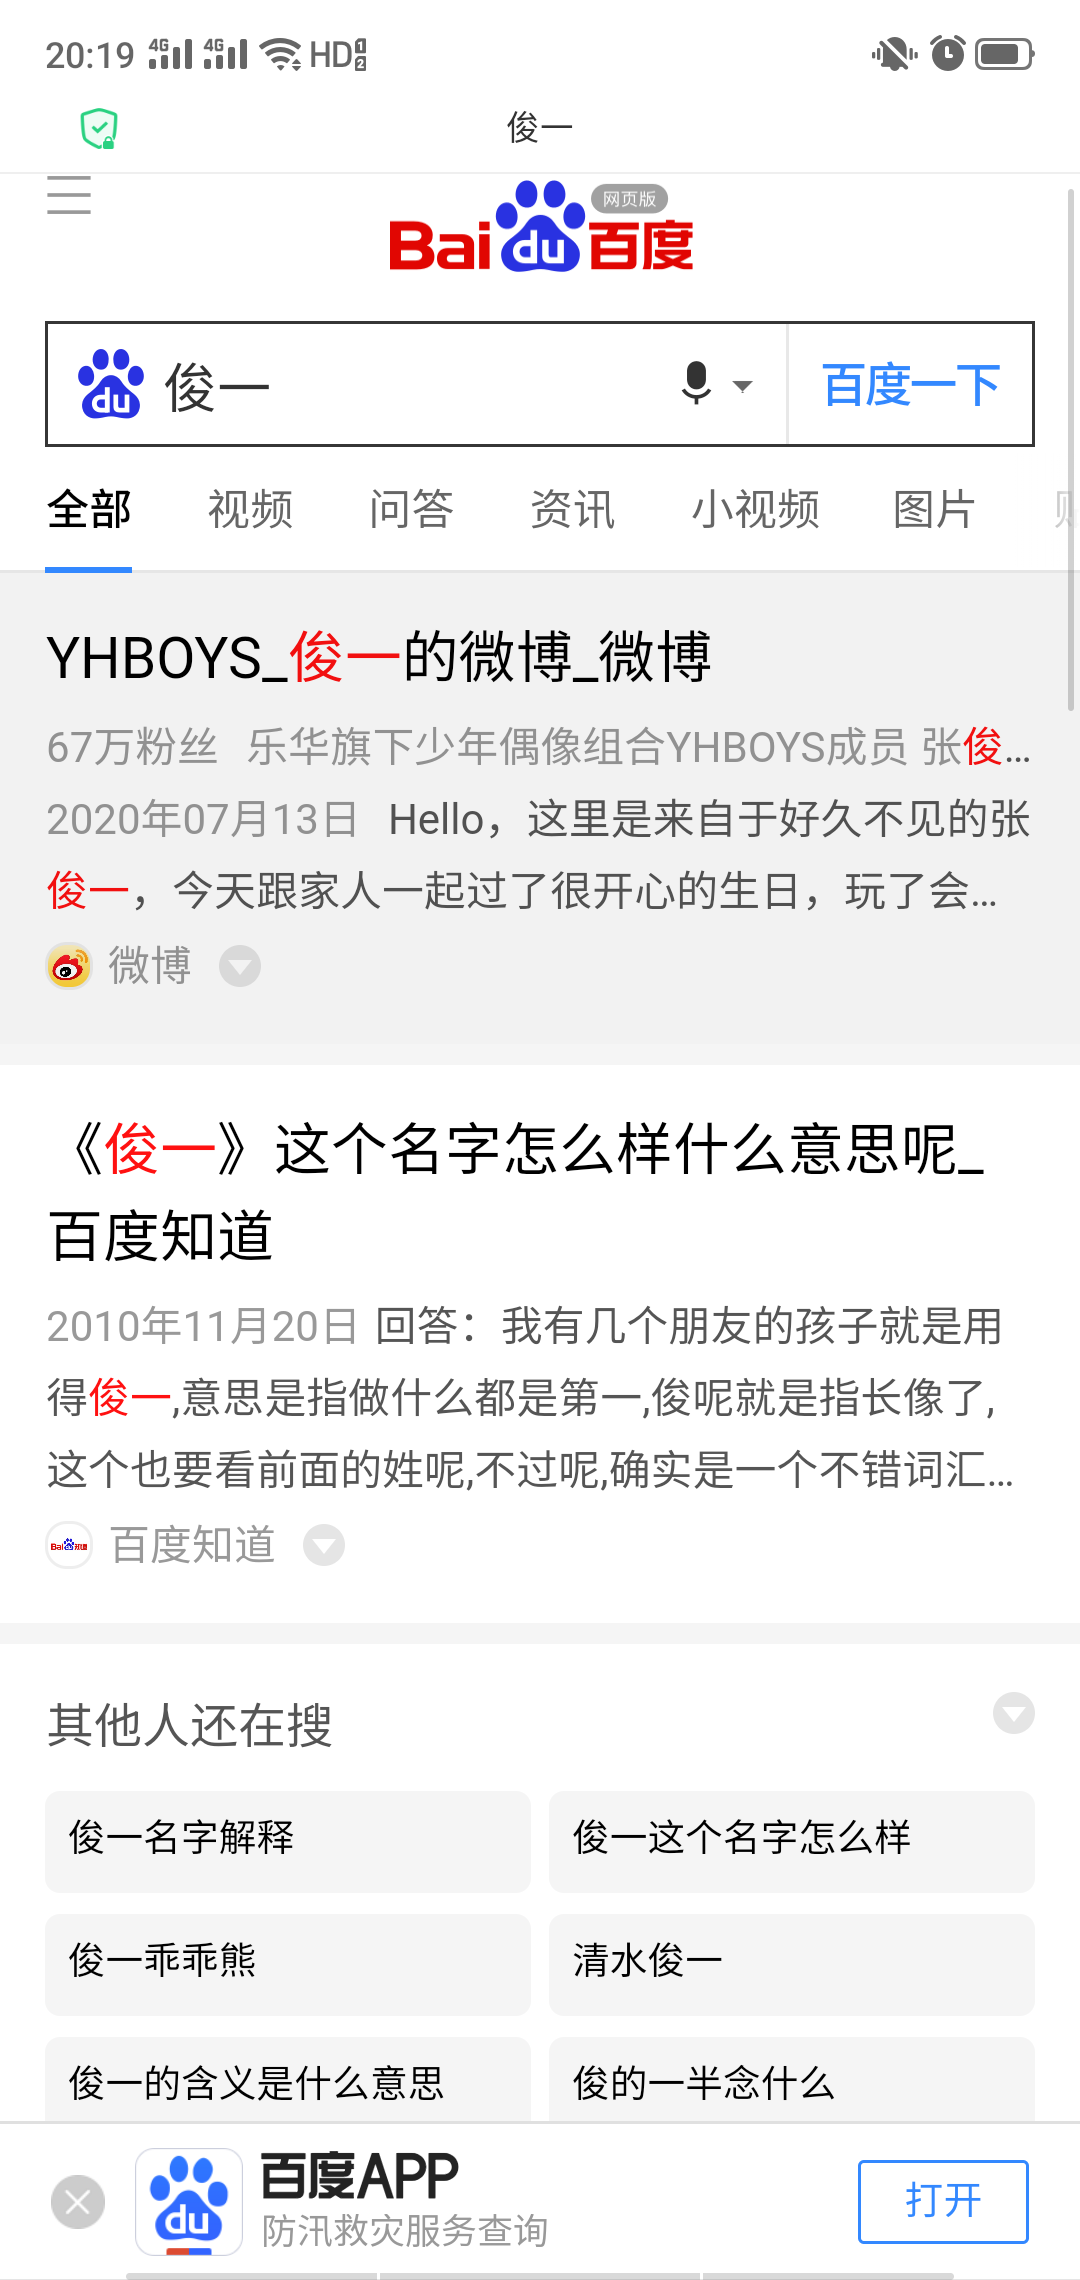 20:19 4G 4G HD 1 2
俊一
网页版
Bai du 百度
du 俊一 百度一下
全部 视频 问答 资讯 小视频 图片
YHBOYS_俊一的微博_微博
67万粉丝 乐华旗下少年偶像组合YHBOYS成员 张俊...
2020年07月13日 Hello，这里是来自于好久不见的张
俊一，今天跟家人一起过了很开心的生日，玩了会...
微博
《俊一》这个名字怎么样什么意思呢_
百度知道
2010年11月20日 回答：我有几个朋友的孩子就是用
得俊一,意思是指做什么都是第一,俊呢就是指长像了,
这个也要看前面的姓呢,不过呢,确实是一个不错词汇...
百度知道
其他人还在搜
俊一名字解释 俊一这个名字怎么样
俊一乖乖熊 清水俊一
俊一的含义是什么意思 俊的一半念什么
du 百度APP
防汛救灾服务查询
打开